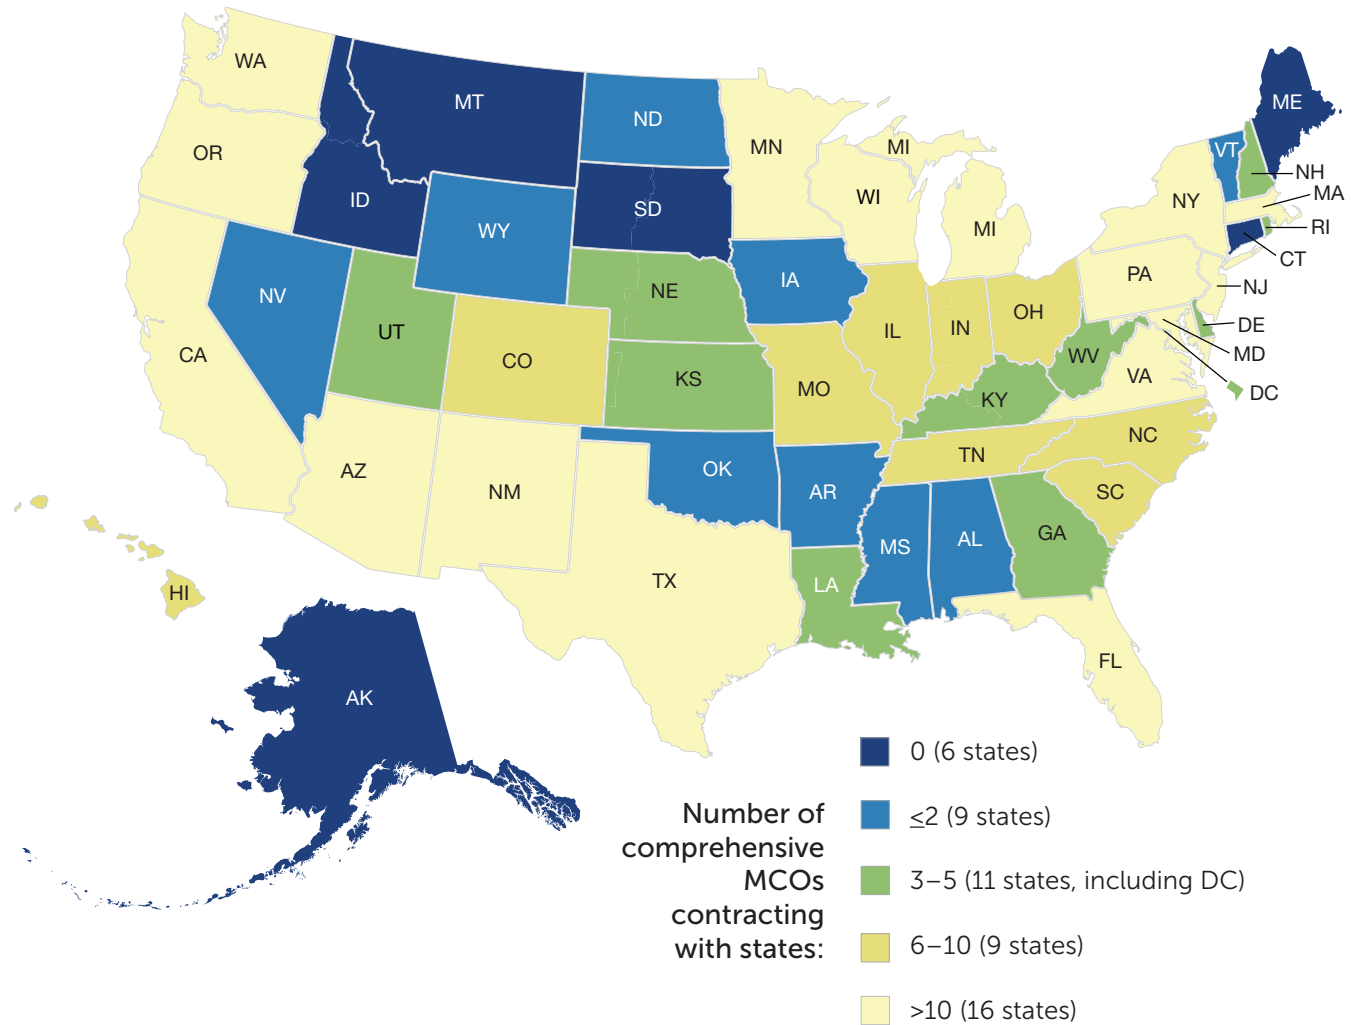 WA
MT
ND
MN
MI
ME
OR
ID
SD
WI
MI
NY
VT
NH
MA
RI
CT
WY
IA
PA
NJ
NV
UT
NE
IL
IN
OH
DE
MD
DC
CA
CO
KS
MO
WV
VA
KY
AZ
NM
OK
AR
TN
NC
SC
MS
AL
GA
HI
TX
LA
FL
AK
Number of
comprehensive
MCOs
contracting
with states:
0 (6 states)
≤2 (9 states)
3–5 (11 states, including DC)
6–10 (9 states)
>10 (16 states)